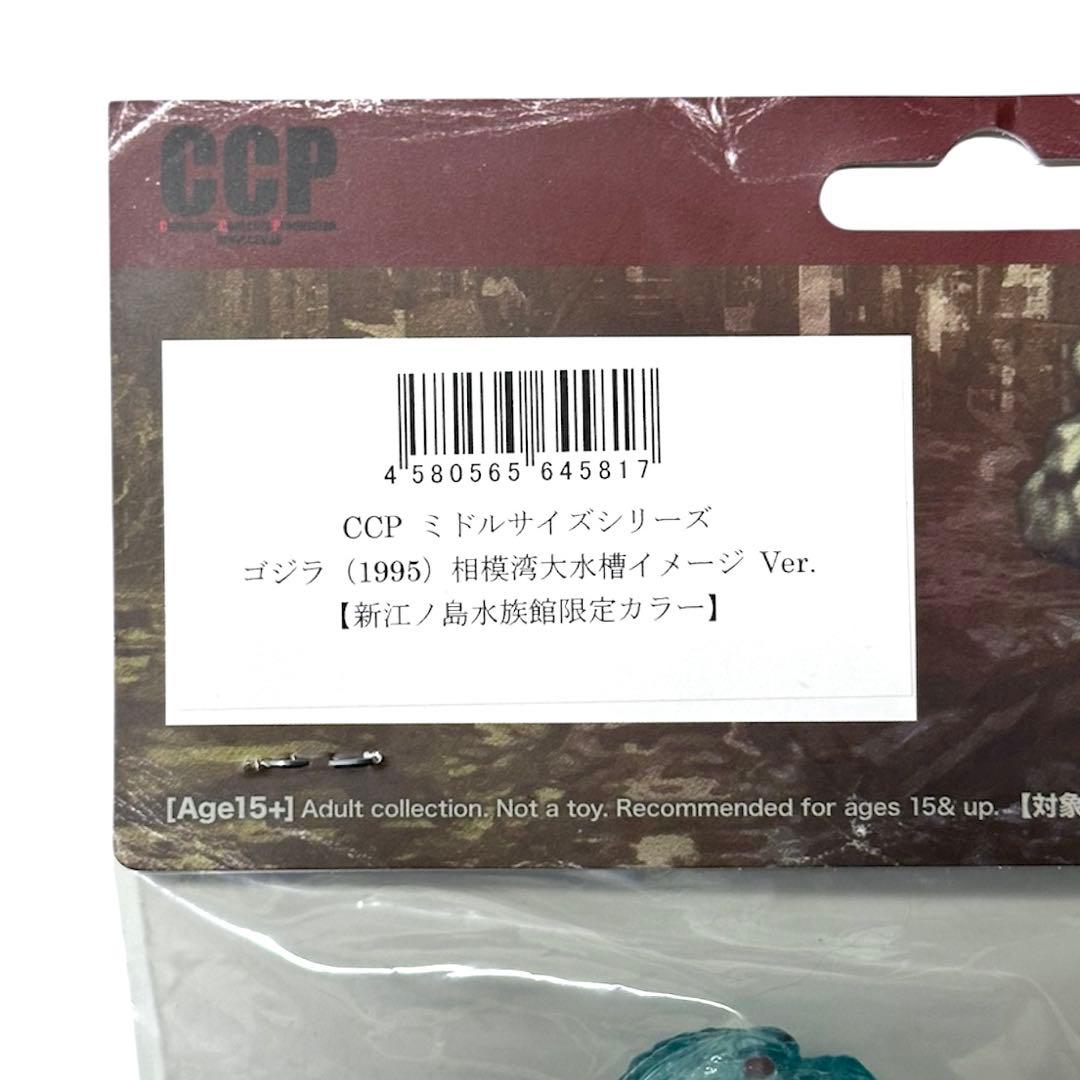 CCP
4 580565 645817
CCP ミドルサイズシリーズ
ゴジラ（1995）相模湾大水槽イメージ Ver.
【新江ノ島水族館限定カラー】
[Age15+] Adult collection. Not a toy. Recommended for ages 15& up. 【対象